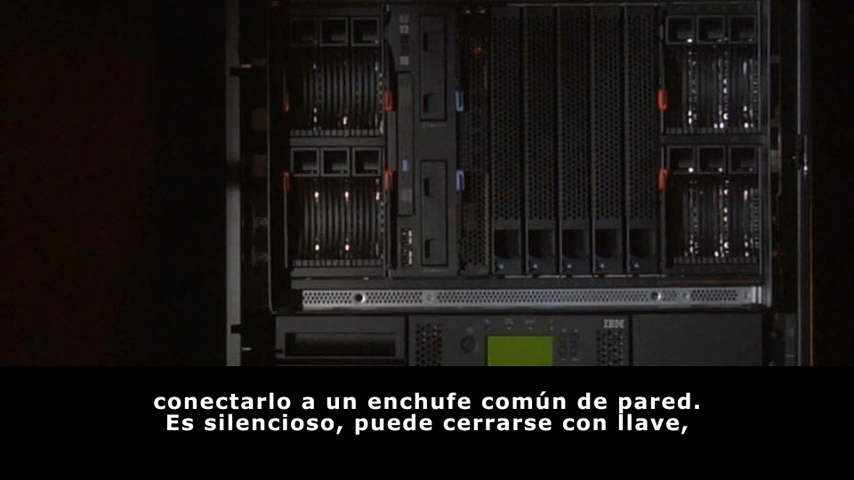 IBM
conectarlo a un enchufe común de pared.
Es silencioso, puede cerrarse con llave,